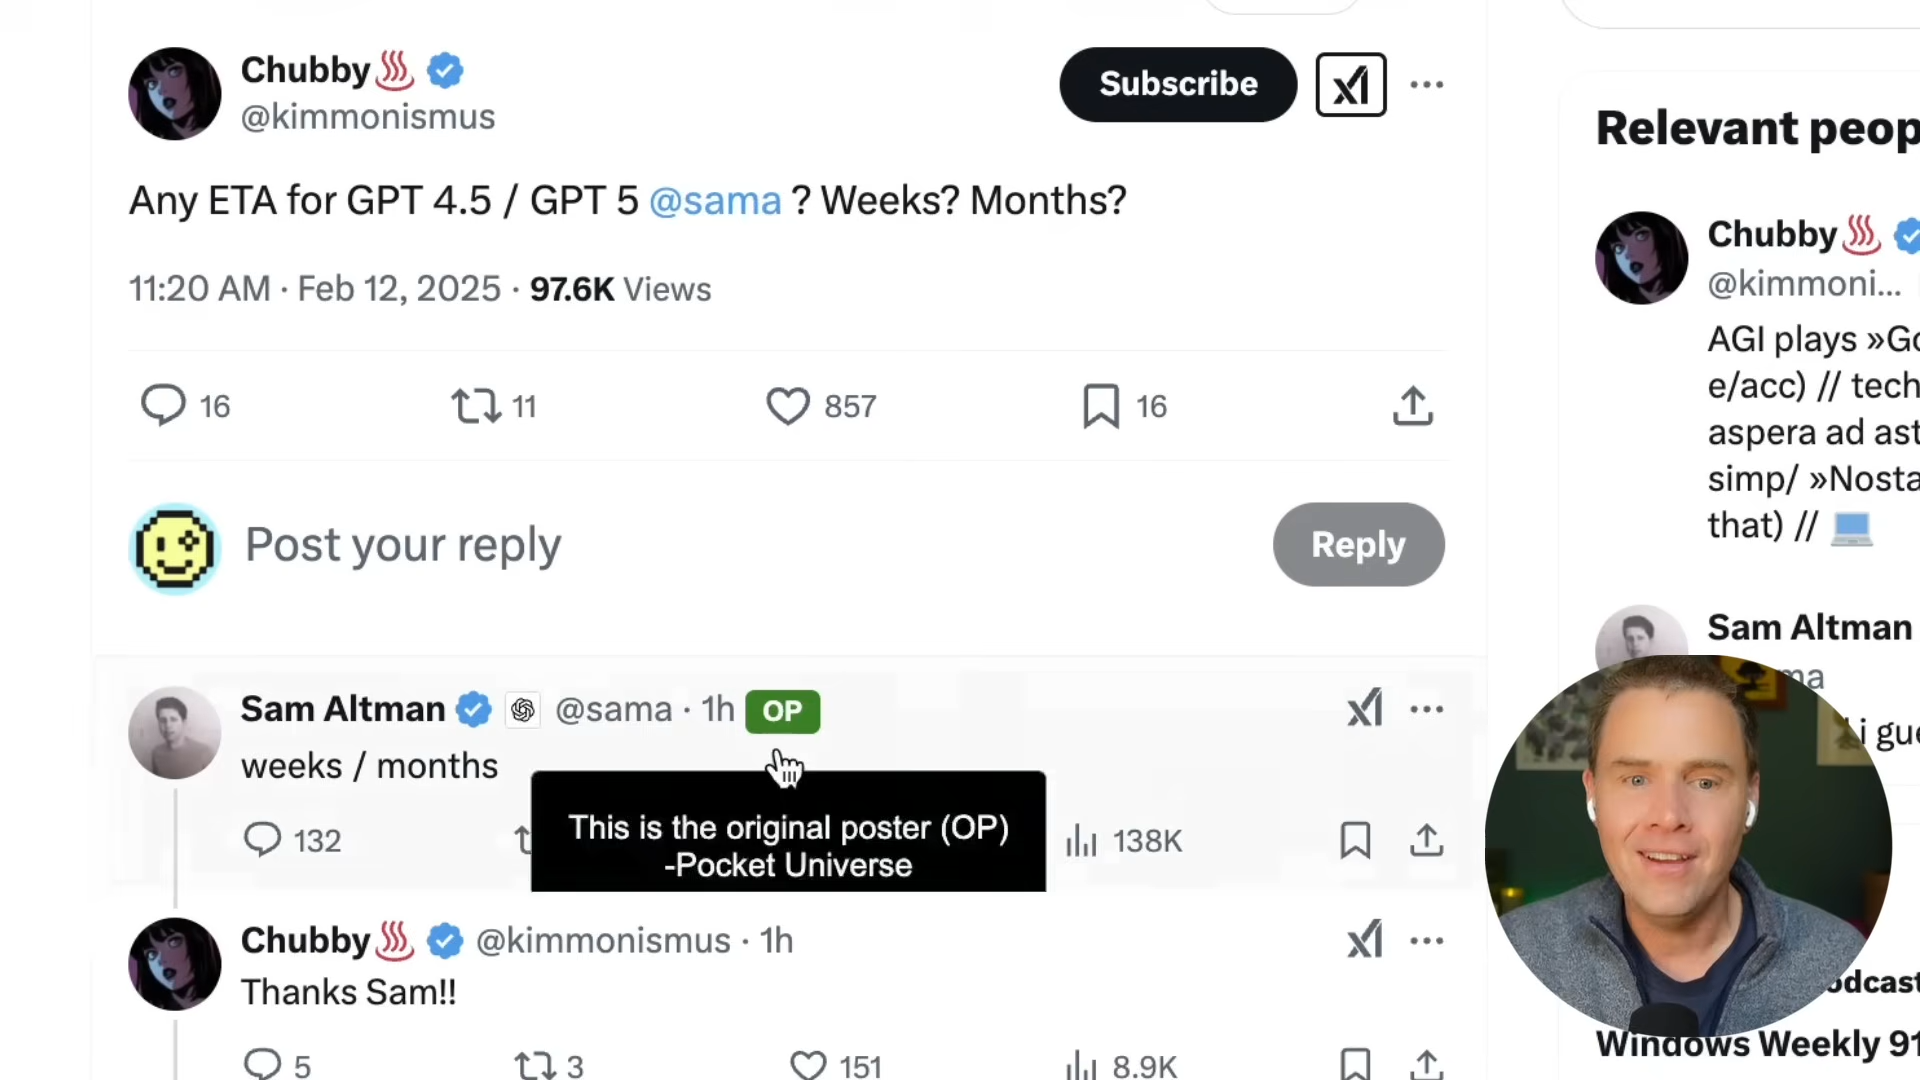 Chubby
@kimmonismus
Subscribe
Any ETA for GPT 4.5 / GPT 5 @sama ? Weeks? Months?
11:20 AM · Feb 12, 2025 · 97.6K Views
16 11 857 16
Post your reply
Reply
Sam Altman @sama · 1h OP
weeks / months
This is the original poster (OP)
-Pocket Universe
132 138K
Chubby @kimmonismus · 1h
Thanks Sam!!
5 3 151 8.9K
Relevant peop
Chubby
@kimmoni...
AGI plays »Go
e/acc) // tech
aspera ad ast
simp/ »Nosta
that) //
Sam Altman
ma
i gue
odcast
Windows Weekly 91